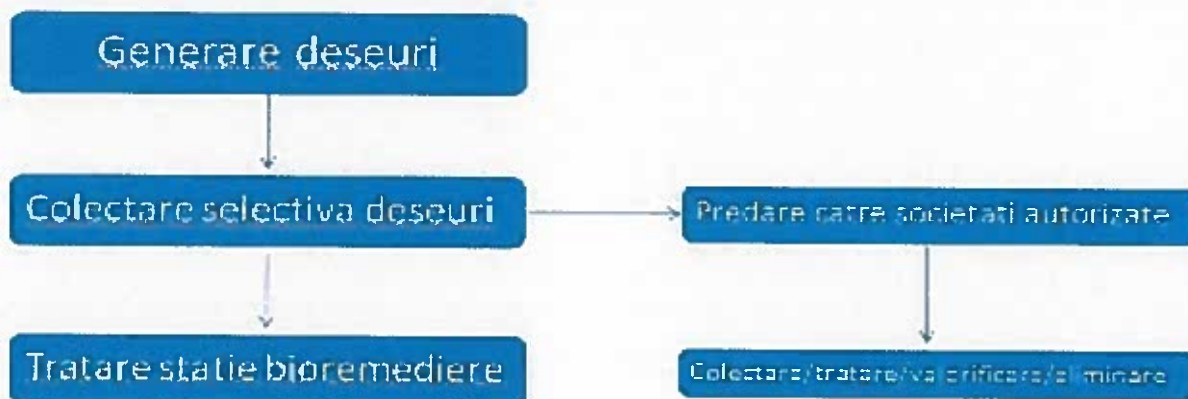 Generare deseuri
Colectare selectiva deseuri
Predare catre societati autorizate
Tratare statie bioremediere
Colectare/tratare/valorificare/eliminare